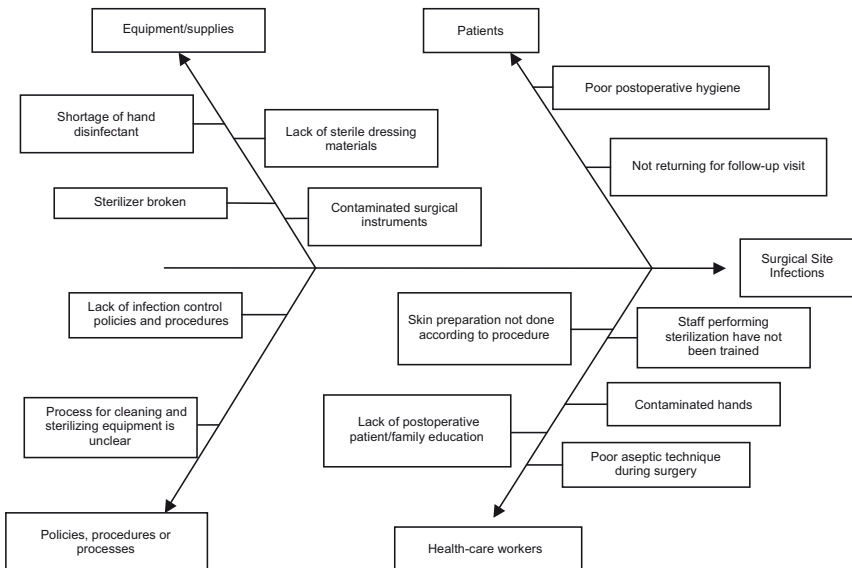 Equipment/supplies
Patients
Poor postoperative hygiene
Shortage of hand
disinfectant
Lack of sterile dressing
materials
Not returning for follow-up visit
Sterilizer broken
Contaminated surgical
instruments
Surgical Site
Infections
Lack of infection control
policies and procedures
Skin preparation not done
according to procedure
Staff performing
sterilization have not
been trained
Process for cleaning and
sterilizing equipment is
unclear
Lack of postoperative
patient/family education
Contaminated hands
Poor aseptic technique
during surgery
Policies, procedures or
processes
Health-care workers